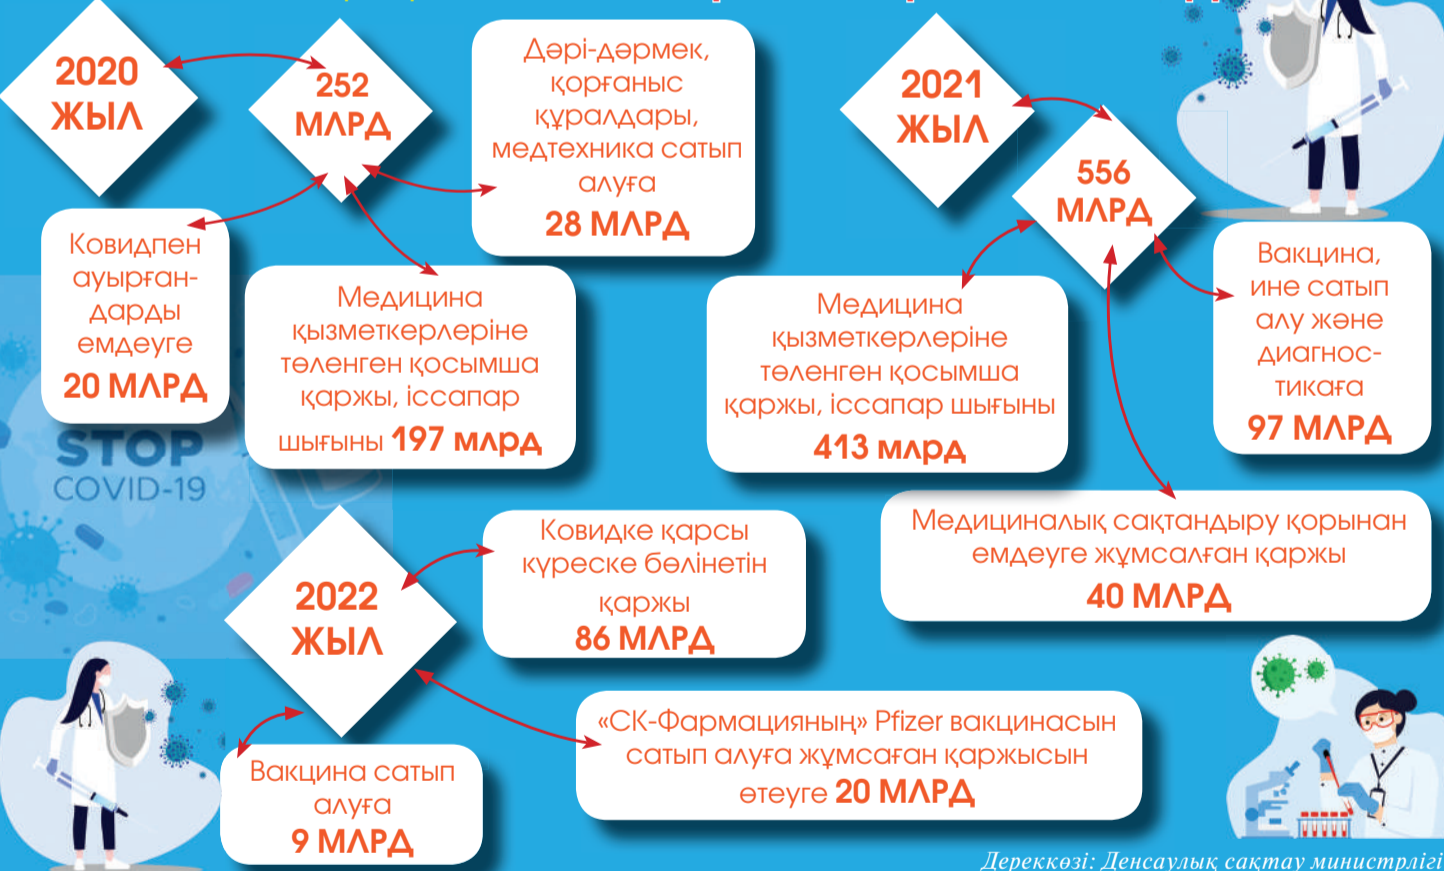 2020
ЖЫЛ
252
МЛРД
Дәрі-дәрмек,
қорғаныс
құралдары,
медтехника сатып
алуға
28 МЛРД
Ковидпен
ауырған-
дарды
емдеуге
20 МЛРД
Медицина
қызметкерлеріне
төленген қосымша
қаржы, іссапар
шығыны 197 млрд
2021
ЖЫЛ
556
МЛРД
Медицина
қызметкерлеріне
төленген қосымша
қаржы, іссапар шығыны
413 млрд
Вакцина,
ине сатып
алу және
диагнос-
тикаға
97 МЛРД
Медициналық сақтандыру қорынан
емдеуге жұмсалған қаржы
40 МЛРД
STOP
COVID-19
2022
ЖЫЛ
Ковидке қарсы
күреске бөлінетін
қаржы
86 МЛРД
«СК-Фармацияның» Pfizer вакцинасын
сатып алуға жұмсаған қаржысын
өтеуге 20 МЛРД
Вакцина сатып
алуға
9 МЛРД
Дереккөзі: Денсаулық сақтау министрлігі